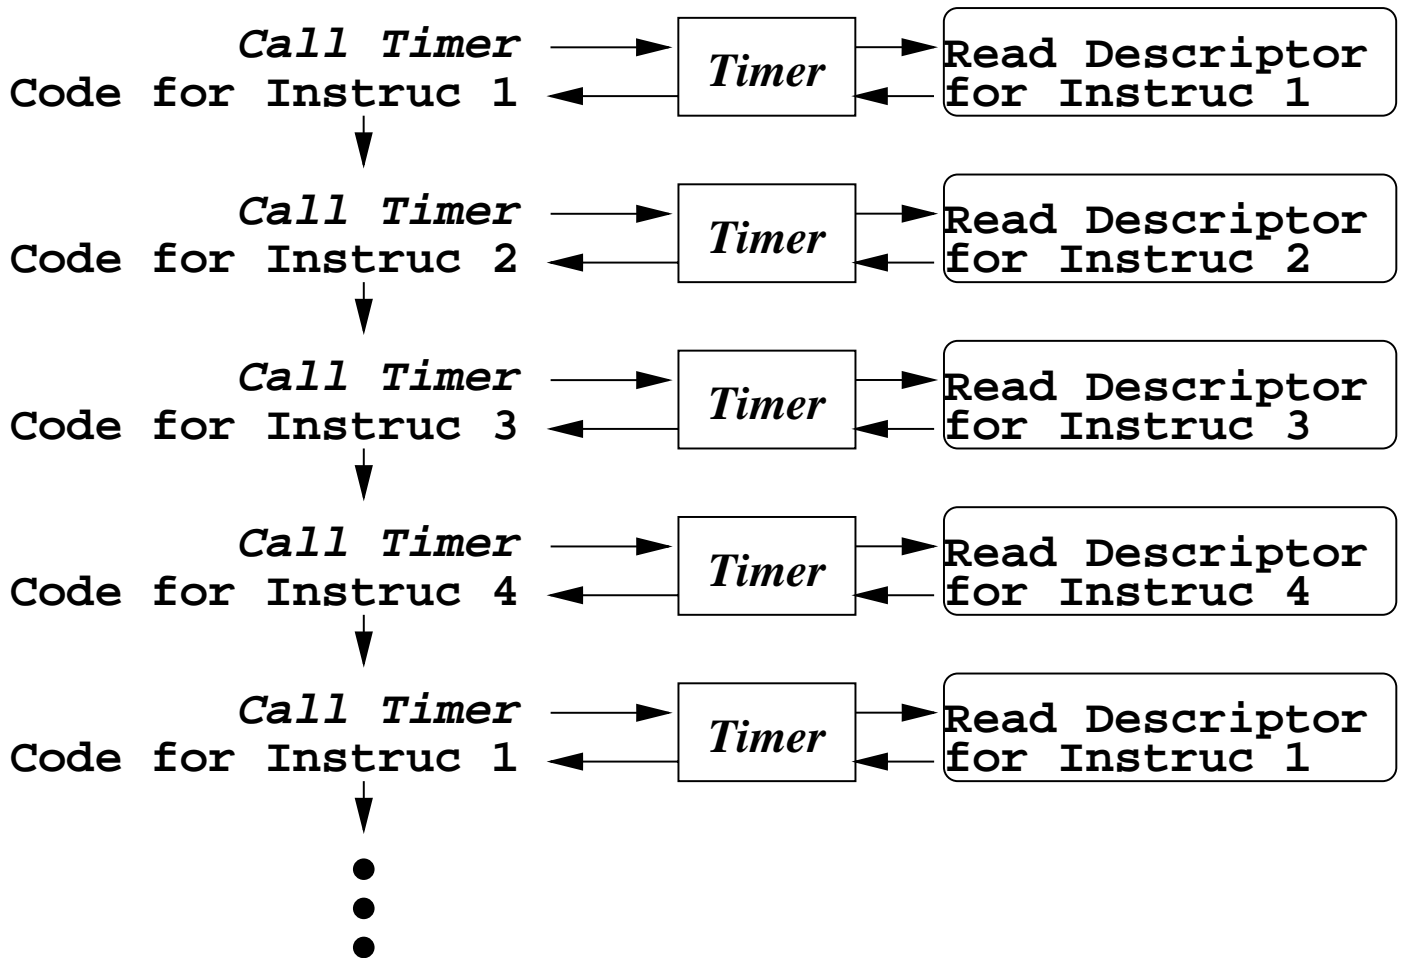 Call Timer
Code for Instruc 1
Timer
Read Descriptor
for Instruc 1
Call Timer
Code for Instruc 2
Timer
Read Descriptor
for Instruc 2
Call Timer
Code for Instruc 3
Timer
Read Descriptor
for Instruc 3
Call Timer
Code for Instruc 4
Timer
Read Descriptor
for Instruc 4
Call Timer
Code for Instruc 1
Timer
Read Descriptor
for Instruc 1